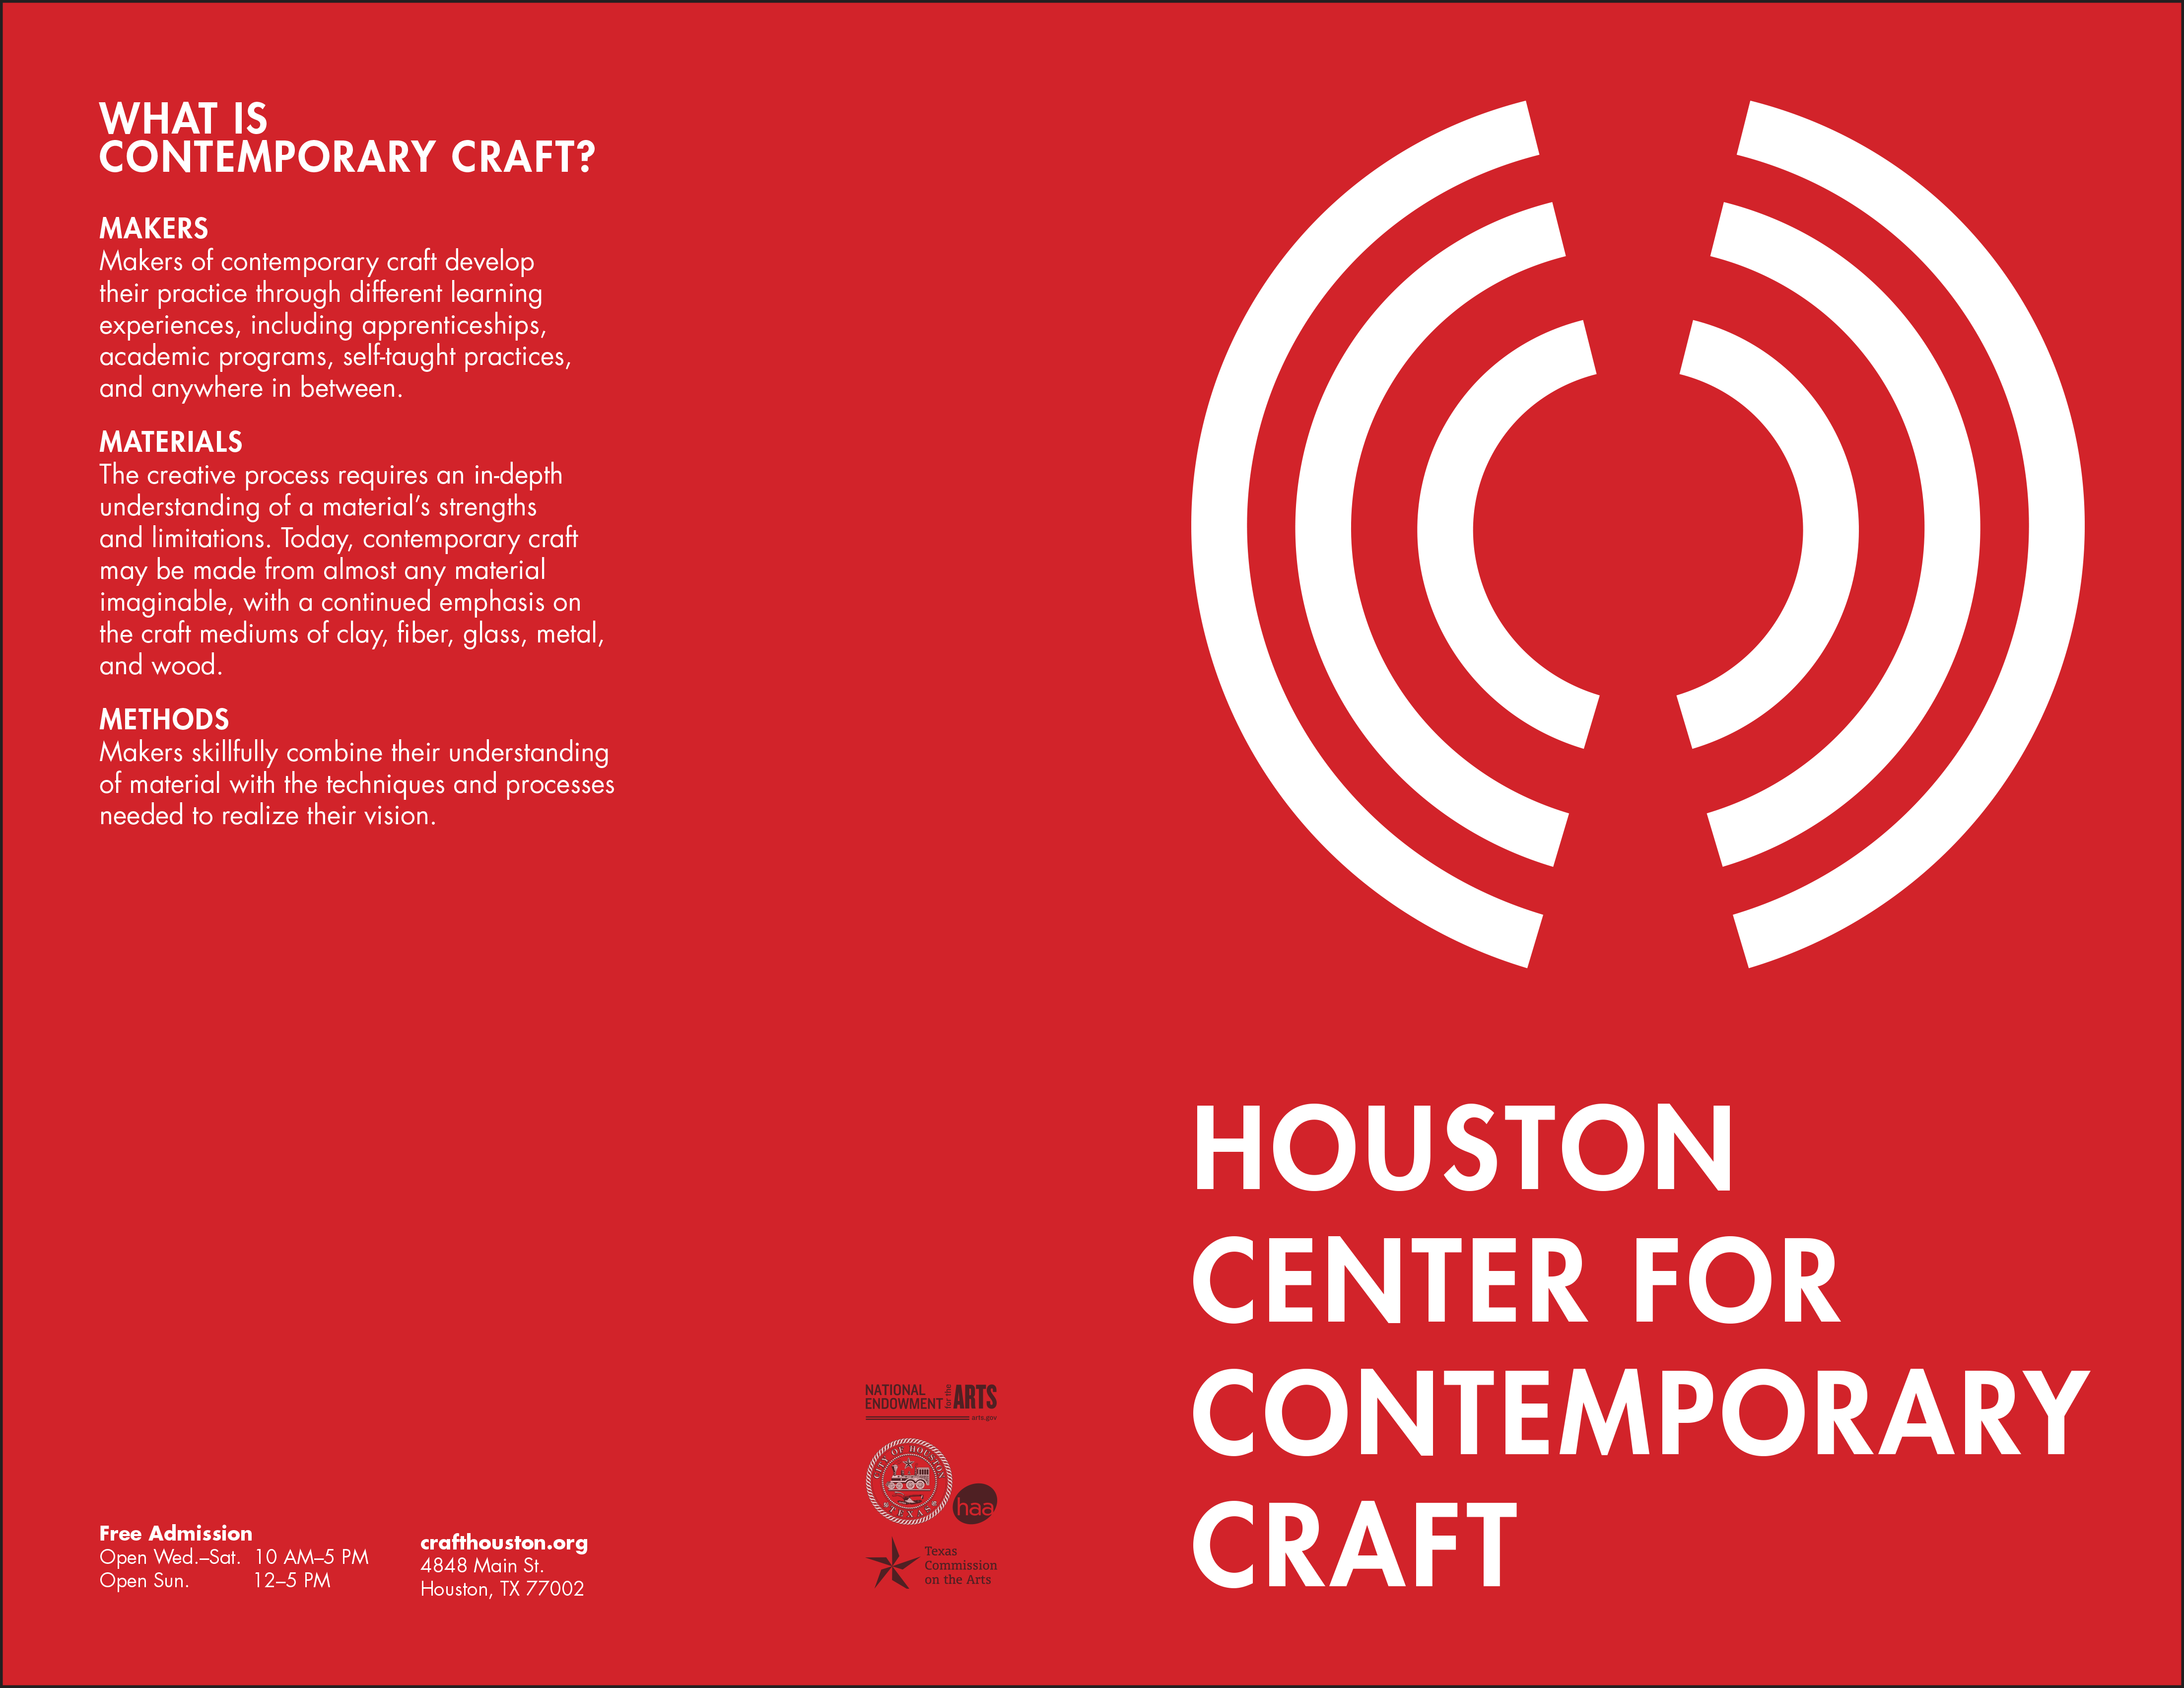 WHAT IS
CONTEMPORARY CRAFT?
MAKERS
Makers of contemporary craft develop
their practice through different learning
experiences, including apprenticeships,
academic programs, self-taught practices,
and anywhere in between.
MATERIALS
The creative process requires an in-depth
understanding of a material’s strengths
and limitations. Today, contemporary craft
may be made from almost any material
imaginable, with a continued emphasis on
the craft mediums of clay, fiber, glass, metal,
and wood.
METHODS
Makers skillfully combine their understanding
of material with the techniques and processes
needed to realize their vision.
Free Admission
Open Wed.–Sat. 10 AM–5 PM
Open Sun. 12–5 PM
crafthouston.org
4848 Main St.
Houston, TX 77002
NATIONAL
ENDOWMENT for the ARTS
arts.gov
CITY OF HOUSTON
TEXAS
haa
Texas
Commission
on the Arts
HOUSTON
CENTER FOR
CONTEMPORARY
CRAFT